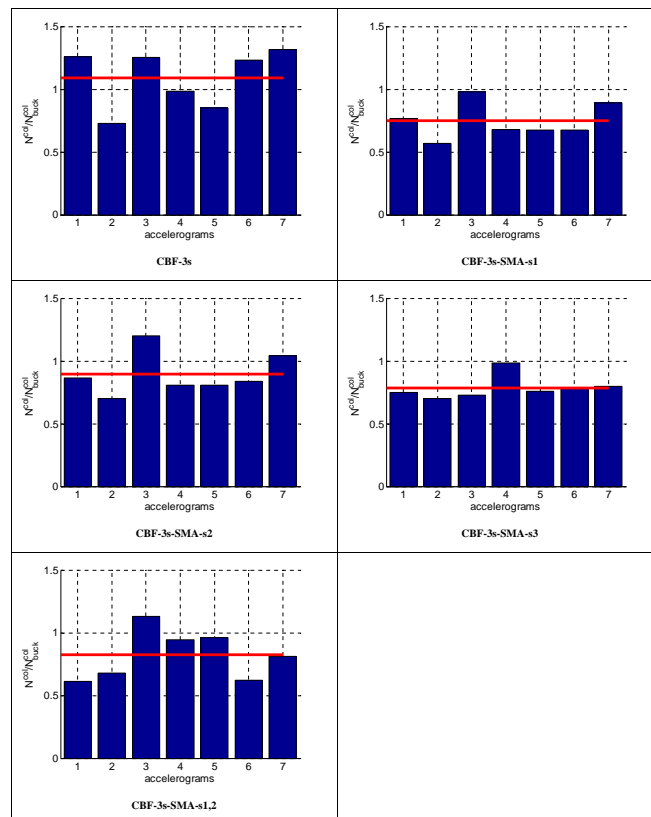 1.5
1
0.5
0
N^col/N^col_buck
1 2 3 4 5 6 7
accelerograms
CBF-3s
1.5
1
0.5
0
N^col/N^col_buck
1 2 3 4 5 6 7
accelerograms
CBF-3s-SMA-s1
1.5
1
0.5
0
N^col/N^col_buck
1 2 3 4 5 6 7
accelerograms
CBF-3s-SMA-s2
1.5
1
0.5
0
N^col/N^col_buck
1 2 3 4 5 6 7
accelerograms
CBF-3s-SMA-s3
1.5
1
0.5
0
N^col/N^col_buck
1 2 3 4 5 6 7
accelerograms
CBF-3s-SMA-s1,2